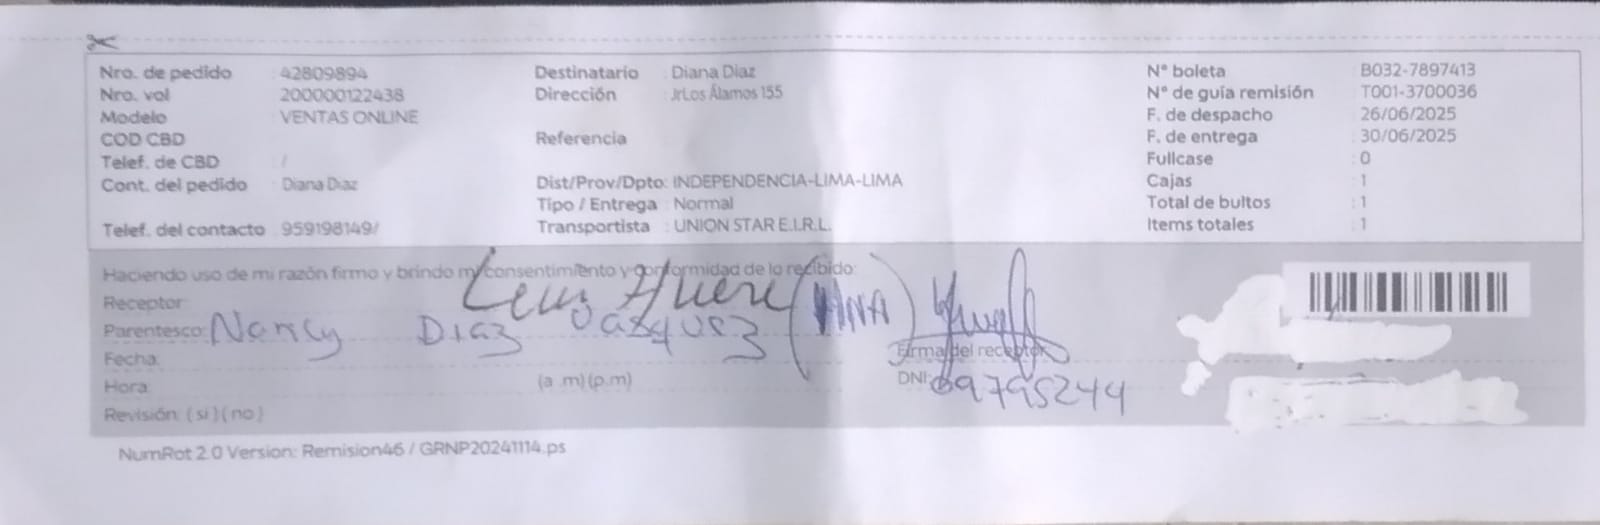 Nro. de pedido : 42809894
Nro. vol : 200000122438
Modelo : VENTAS ONLINE
COD CBD
Telef. de CBD : /
Cont. del pedido : Diana Diaz
Telef. del contacto : 959198149/
Destinatario : Diana Diaz
Dirección : JrLos Álamos 155
Referencia
Dist/Prov/Dpto: INDEPENDENCIA-LIMA-LIMA
Tipo / Entrega : Normal
Transportista : UNION STAR E.I.R.L.
N° boleta : B032-7897413
N° de guía remisión : T001-3700036
F. de despacho : 26/06/2025
F. de entrega : 30/06/2025
Fullcase : 0
Cajas : 1
Total de bultos : 1
Items totales : 1
Haciendo uso de mi razón firmo y brindo mi consentimiento y conformidad de lo recibido:
Receptor:
Parentesco: Nancy Diaz Vasquez
Fecha:
Hora: (a .m) (p.m)
Revisión: ( si ) ( no )
Firma del receptor
DNI: 09795244
NumRot 2.0 Version: Remision46 / GRNP20241114.ps